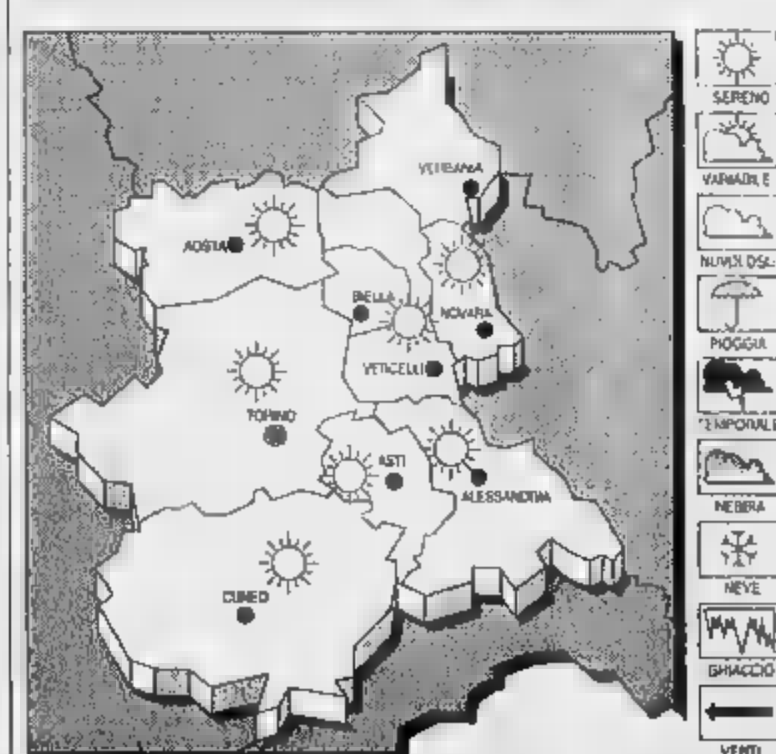 SERENO
VERBANIA
VARIABILE
AOSTA
NUVOLOSO
BIELLA
NOVARA
PIOGGIA
VERCELLI
TORINO
TEMPORALE
ASTI
ALESSANDRIA
NEBBIA
NEVE
CUNEO
GHIACCIO
VENTI